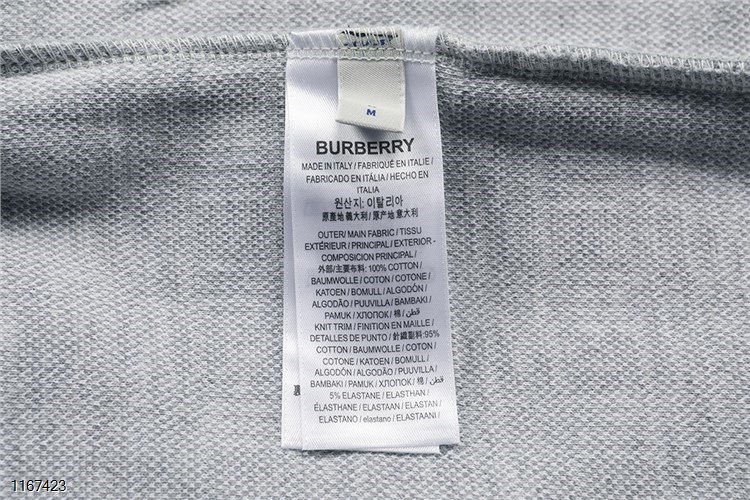 M
BURBERRY
MADE IN ITALY / FABRIQUÉ EN ITALIE /
FABRICADO EN ITÁLIA / HECHO EN
ITALIA
원산지: 이탈리아
原產地 義大利 / 原产地 意大利
OUTER/ MAIN FABRIC / TISSU
EXTÉRIEUR / PRINCIPAL / EXTERIOR -
COMPOSICION PRINCIPAL /
外部/主要布料: 100% COTTON /
BAUMWOLLE / COTON / COTONE /
KATOEN / BOMULL / ALGODÓN /
ALGODÃO / PUUVILLA / BAMBAKI /
PAMUK / ХЛОПОК / 棉 / قطن /
KNIT TRIM / FINITION EN MAILLE /
DETALLES DE PUNTO / 針織副料: 95%
COTTON / BAUMWOLLE / COTON /
COTONE / KATOEN / BOMULL /
ALGODÓN / ALGODÃO / PUUVILLA /
BAMBAKI / PAMUK / ХЛОПОК / 棉 / قطن /
5% ELASTANE / ELASTHAN /
ÉLASTHANE / ELASTAAN / ELASTAN /
ELASTANO / elastano / ELASTAANI /
1167423